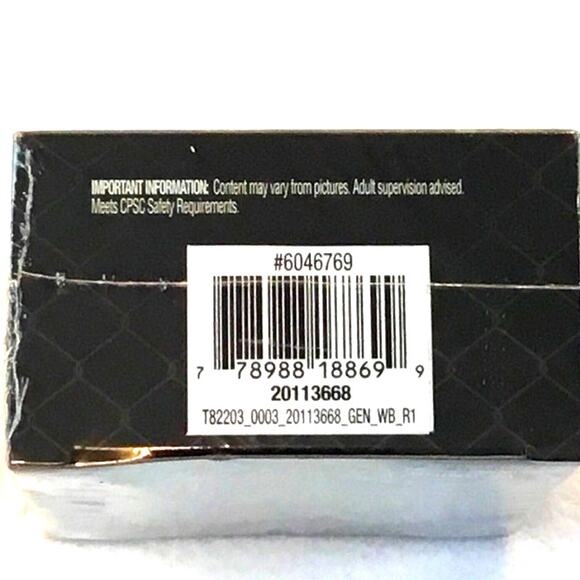 IMPORTANT INFORMATION: Content may vary from pictures. Adult supervision advised.
Meets CPSC Safety Requirements.
#6046769
7 78988 18869 9
20113668
T82203_0003_20113668_GEN_WB_R1